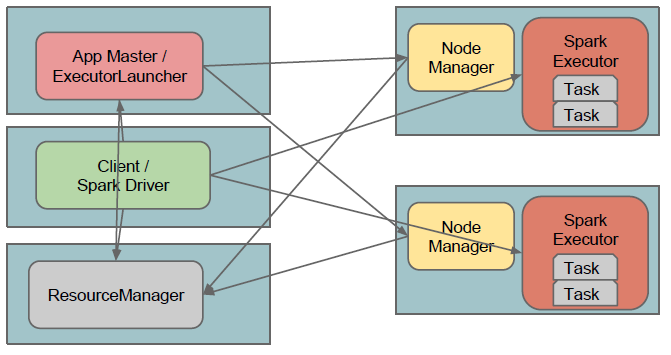 App Master /
ExecutorLauncher
Client /
Spark Driver
ResourceManager
Node
Manager
Spark
Executor
Task
Task
Node
Manager
Spark
Executor
Task
Task